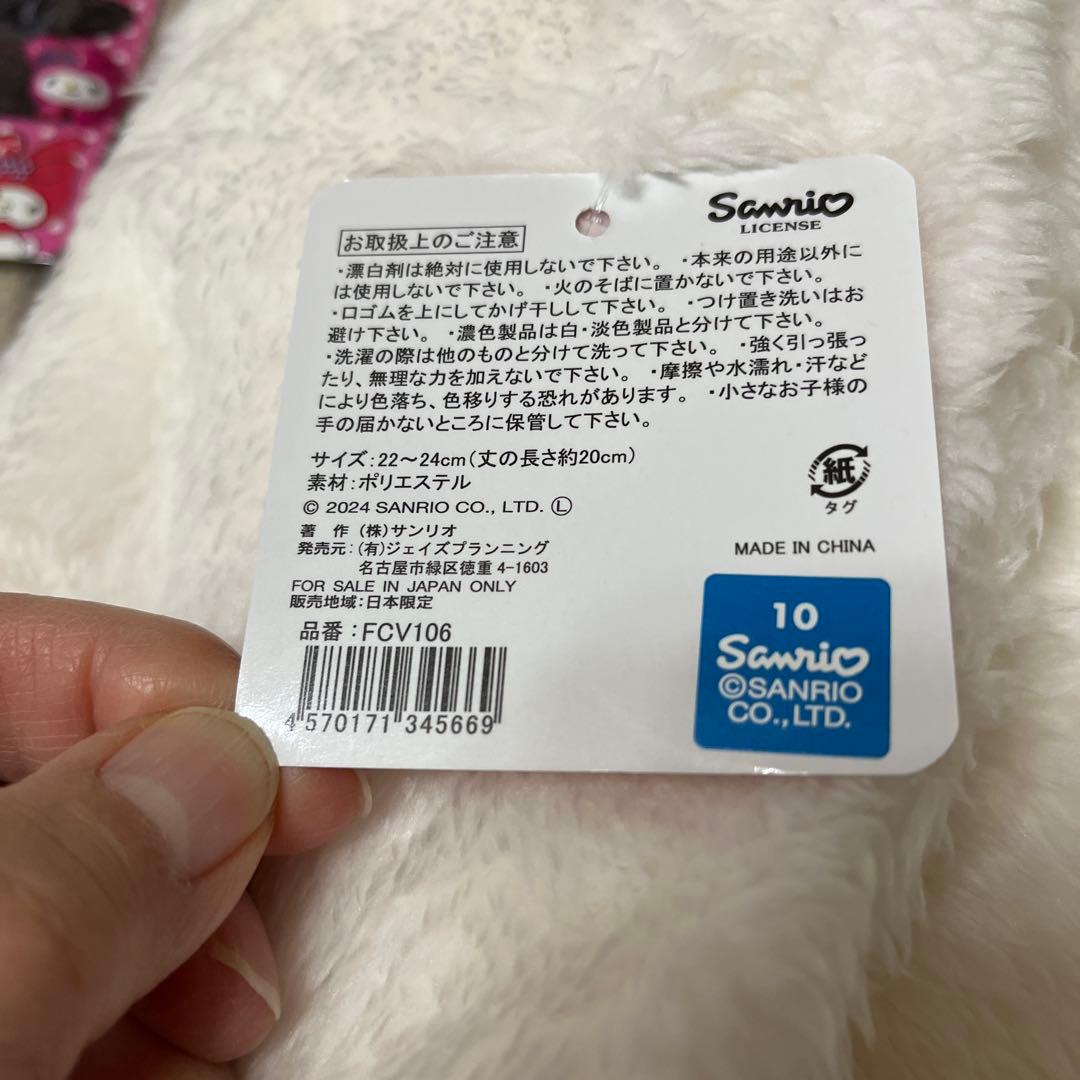 Sanrio
LICENSE
お取扱上のご注意
・漂白剤は絶対に使用しないで下さい。 ・本来の用途以外に
は使用しないで下さい。 ・火のそばに置かないで下さい。
・口ゴムを上にしてかげ干しして下さい。 ・つけ置き洗いはお
避け下さい。 ・濃色製品は白・淡色製品と分けて下さい。
・洗濯の際は他のものと分けて洗って下さい。 ・強く引っ張っ
たり、無理な力を加えないで下さい。 ・摩擦や水濡れ・汗など
により色落ち、色移りする恐れがあります。 ・小さなお子様の
手の届かないところに保管して下さい。
サイズ：22～24cm（丈の長さ約20cm）
素材：ポリエステル
© 2024 SANRIO CO., LTD. Ⓛ
著 作 （株）サンリオ
発売元：（有）ジェイズプランニング
名古屋市緑区徳重 4-1603
FOR SALE IN JAPAN ONLY
販売地域：日本限定
品番：FCV106
4 570171 345669
紙
タグ
MADE IN CHINA
10
Sanrio
©SANRIO
CO.,LTD.